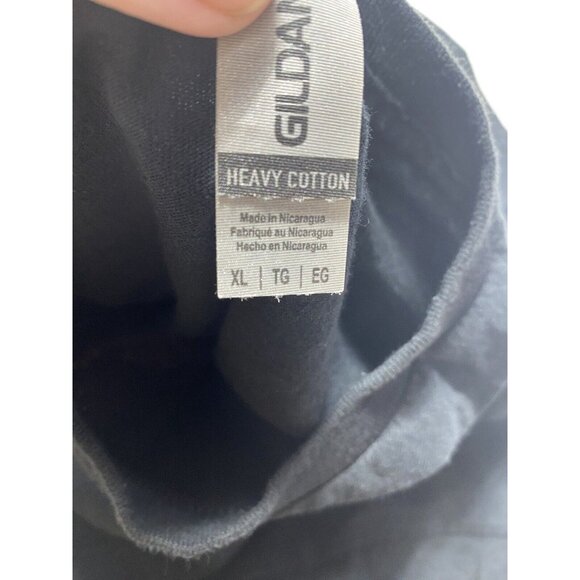 GILDAN
HEAVY COTTON
Made in Nicaragua
Fabriqué au Nicaragua
Hecho en Nicaragua
XL | TG | EG